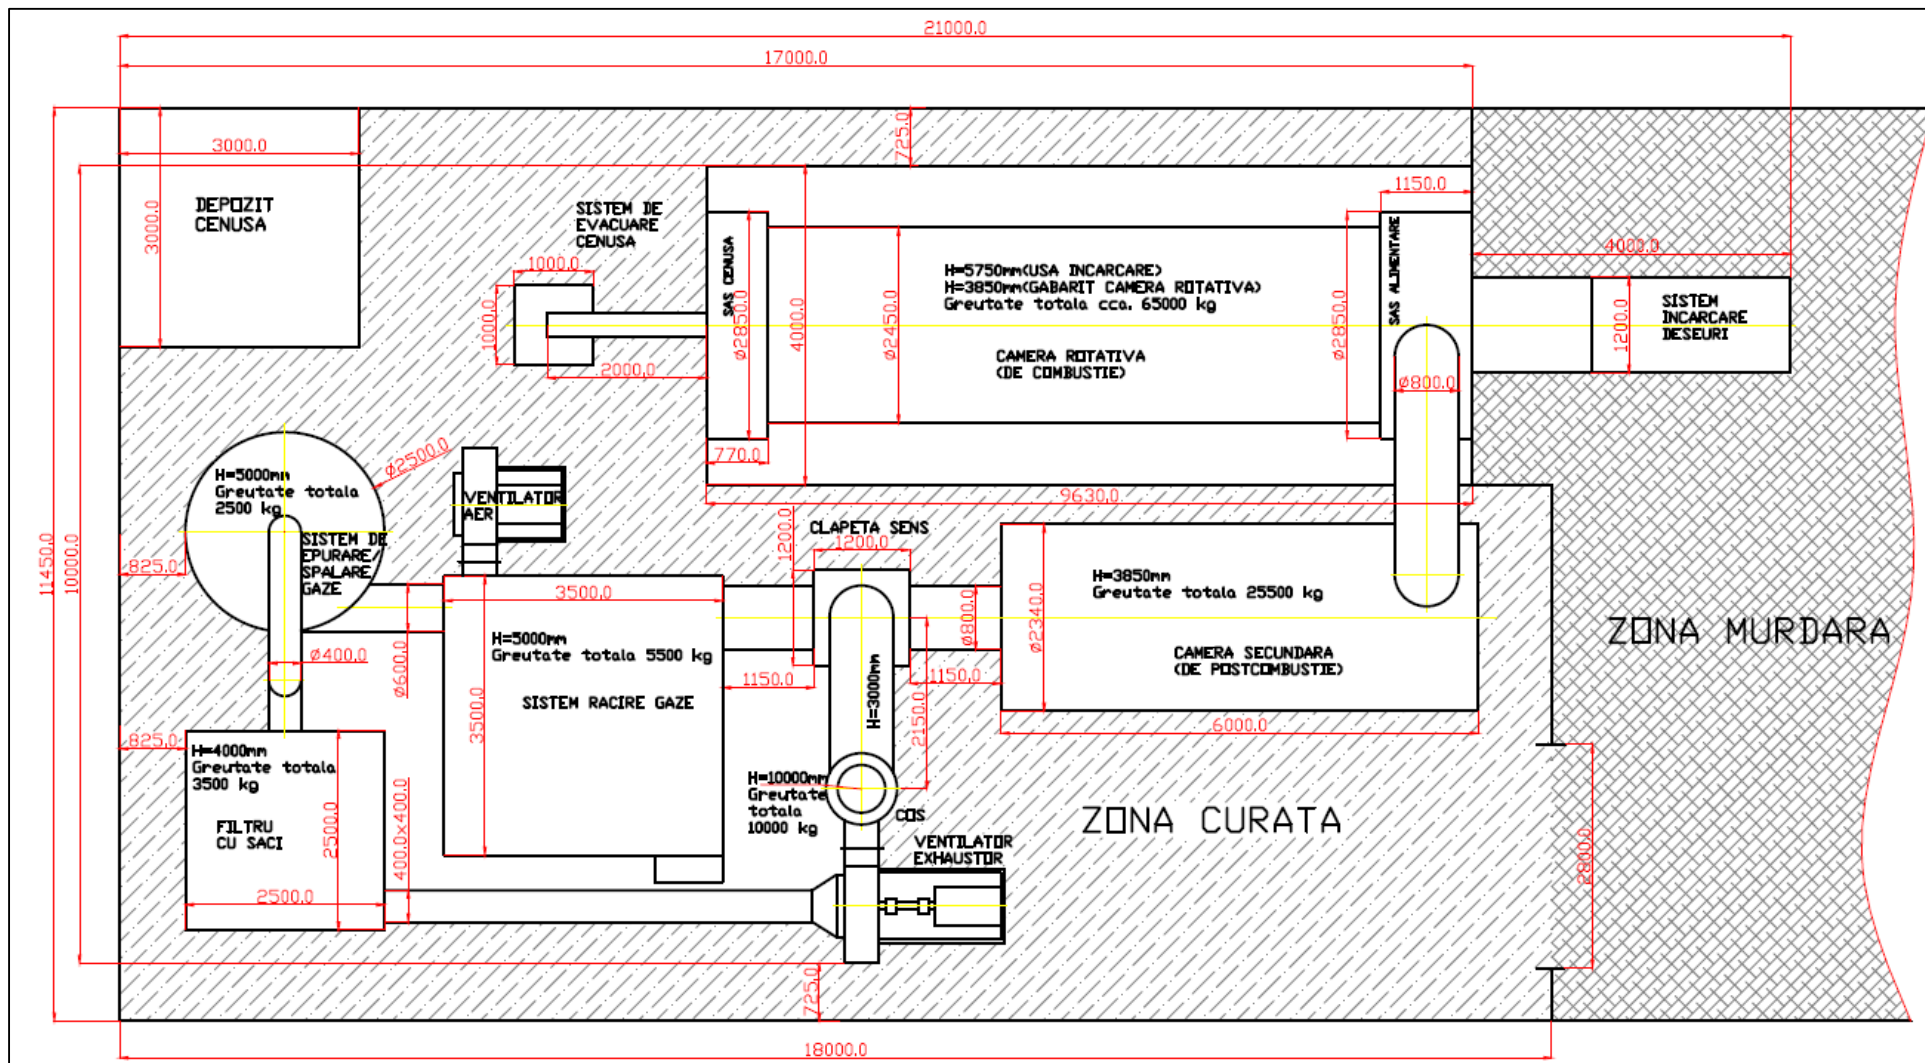 21000.0
17000.0
3000.0
725.0
1150.0
3000.0
DEPOZIT
CENUSA
SISTEM DE
EVACUARE
CENUSA
1000.0
1000.0
2000,0
SAS CENUSA
ø2850.0
4000.0
ø2450.0
H=5750mm(USA INCARCARE)
H=3850mm(GABARIT CAMERA ROTATIVA)
Greutate totala cca. 65000 kg
CAMERA ROTATIVA
(DE COMBUSTIE)
ø2850.0
SAS ALIMENTARE
ø800.0
4000.0
1200.0
SISTEM
INCARCARE
DESEURI
770.0
9630.0
11450.0
10000.0
ø2500.0
H=5000mm
Greutate totala
2500 kg
SISTEM DE
EPURARE/
SPALARE
GAZE
825.0
VENTILATOR
AER
CLAPETA SENS
1200.0
1200,0
3500.0
H=5000mm
Greutate totala 5500 kg
SISTEM RACIRE GAZE
3500.0
ø600.0
ø400.0
1150.0
1150.0
ø800.0
ø2340.0
H=3850mm
Greutate totala 25500 kg
CAMERA SECUNDARA
(DE POSTCOMBUSTIE)
6000.0
H=3000mm
2150.0
ZONA MURDARA
825.0
H=4000mm
Greutate totala
3500 kg
FILTRU
CU SACI
2500.0
2500.0
400.0x400.0
H=10000mm
Greutate
totala
10000 kg
COS
VENTILATOR
EXHAUSTOR
ZONA CURATA
2800.0
725.0
18000.0